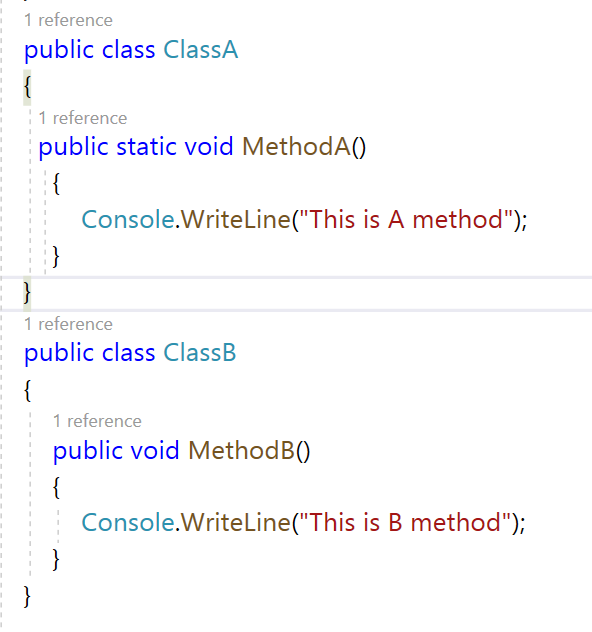 1 reference
public class ClassA
{
1 reference
public static void MethodA()
{
Console.WriteLine("This is A method");
}
}
1 reference
public class ClassB
{
1 reference
public void MethodB()
{
Console.WriteLine("This is B method");
}
}